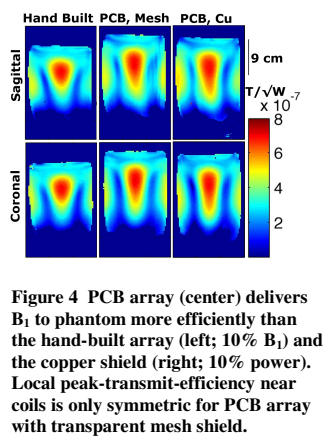 Hand Built PCB, Mesh PCB, Cu
Sagittal
9 cm
T/√W
x 10⁻⁷
8
6
4
2
Coronal
Figure 4 PCB array (center) delivers
B₁ to phantom more efficiently than
the hand-built array (left; 10% B₁) and
the copper shield (right; 10% power).
Local peak-transmit-efficiency near
coils is only symmetric for PCB array
with transparent mesh shield.